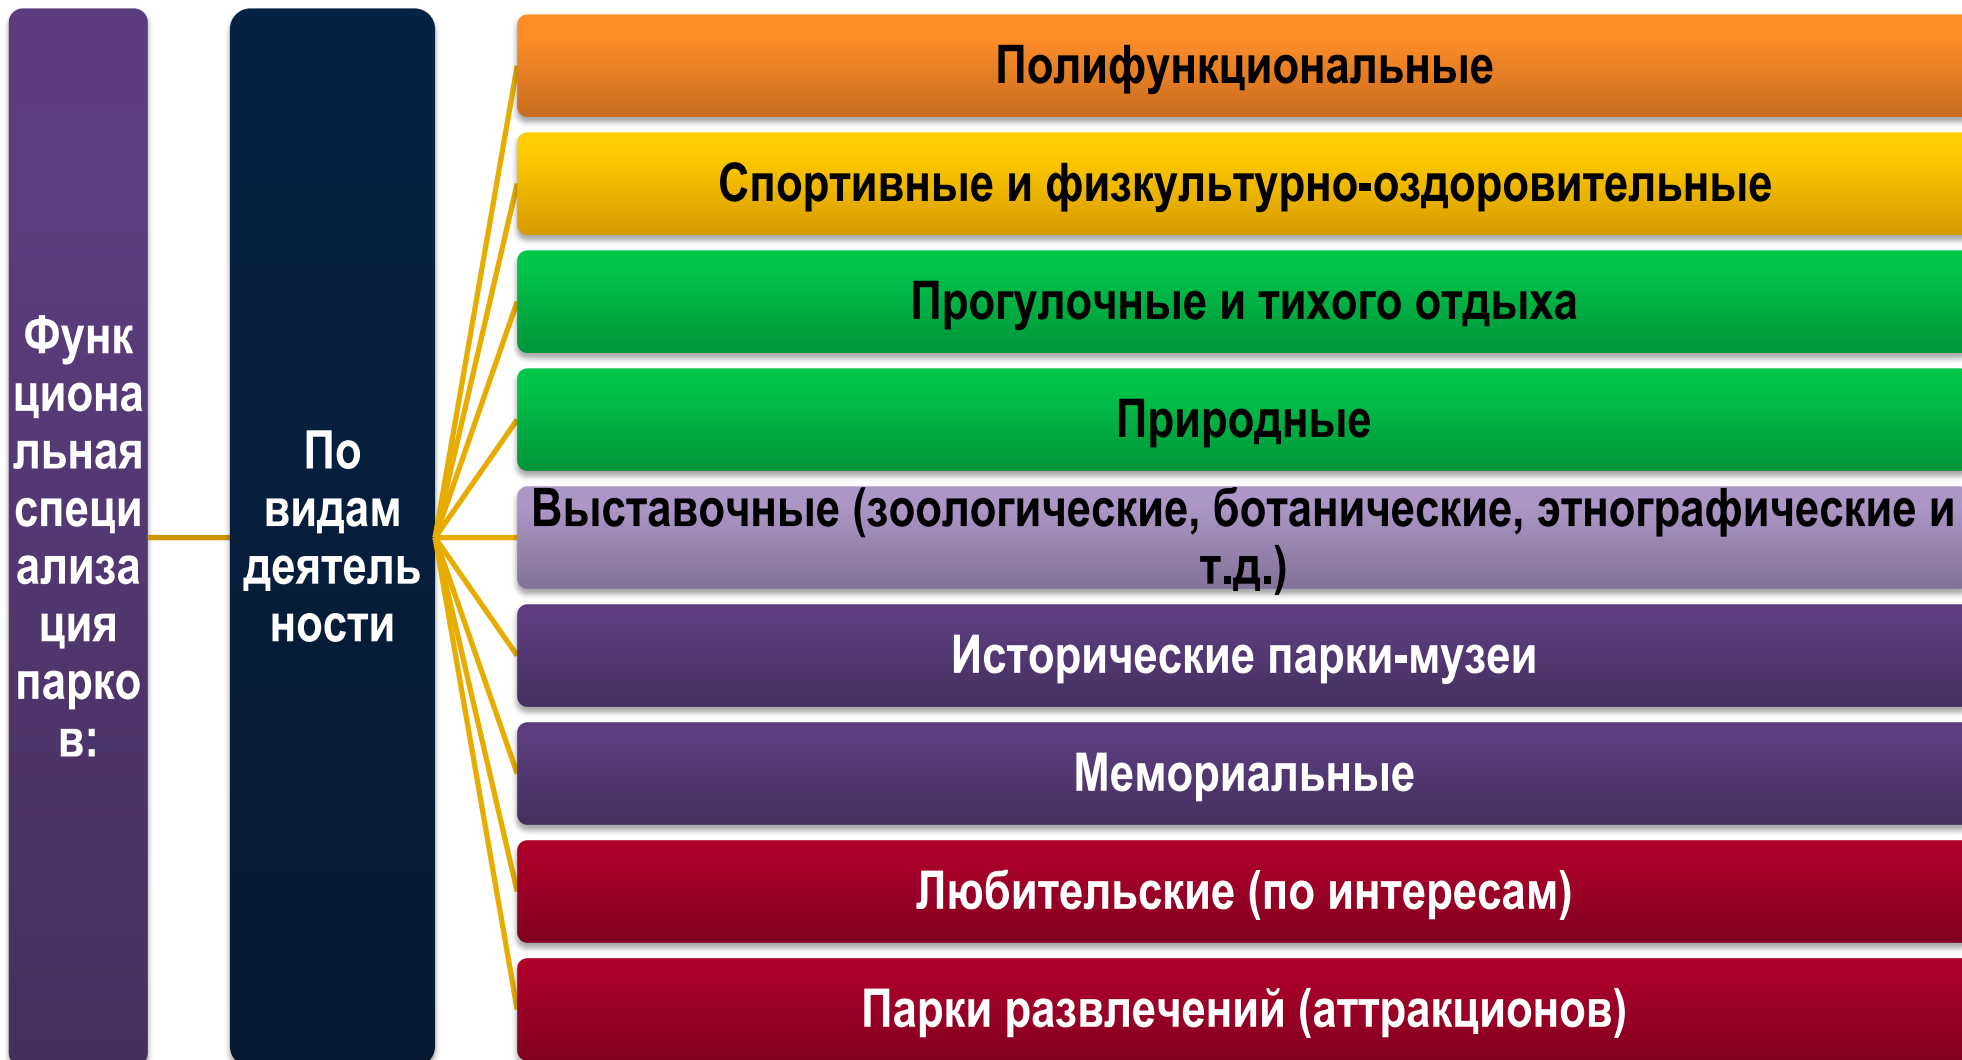 Функ
циона
льная
специ
ализа
ция
парко
в:
По
видам
деятель
ности
Полифункциональные
Спортивные и физкультурно-оздоровительные
Прогулочные и тихого отдыха
Природные
Выставочные (зоологические, ботанические, этнографические и
т.д.)
Исторические парки-музеи
Мемориальные
Любительские (по интересам)
Парки развлечений (аттракционов)